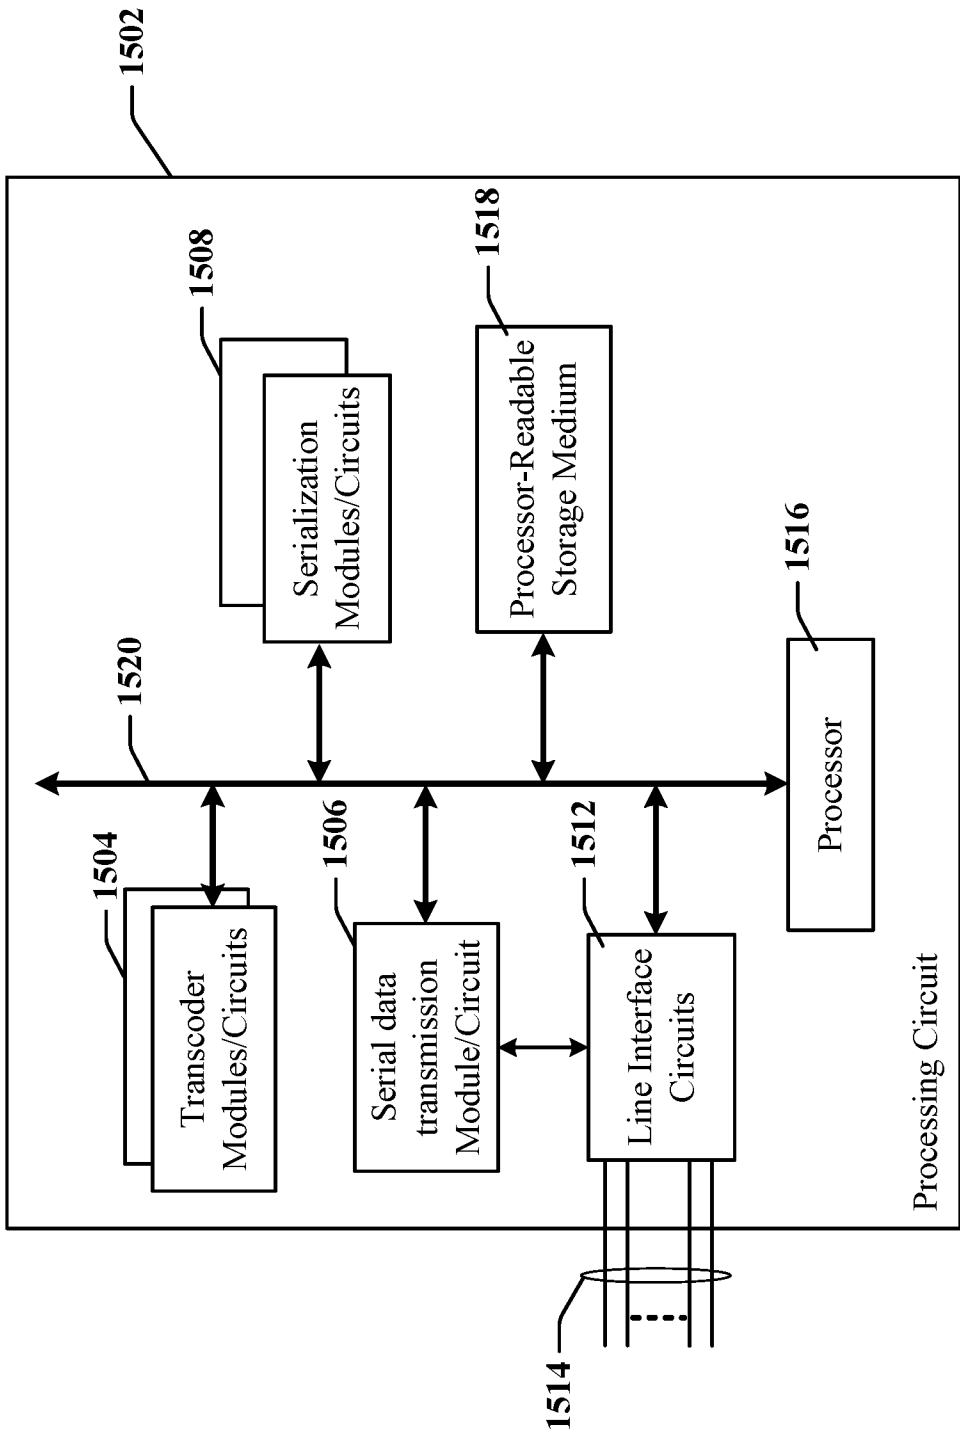 1502
1508
Serialization
Modules/Circuits
1518
Processor-Readable
Storage Medium
1520
1516
Processor
1504
Transcoder
Modules/Circuits
1506
Serial data
transmission
Module/Circuit
1512
Line Interface
Circuits
1514
Processing Circuit